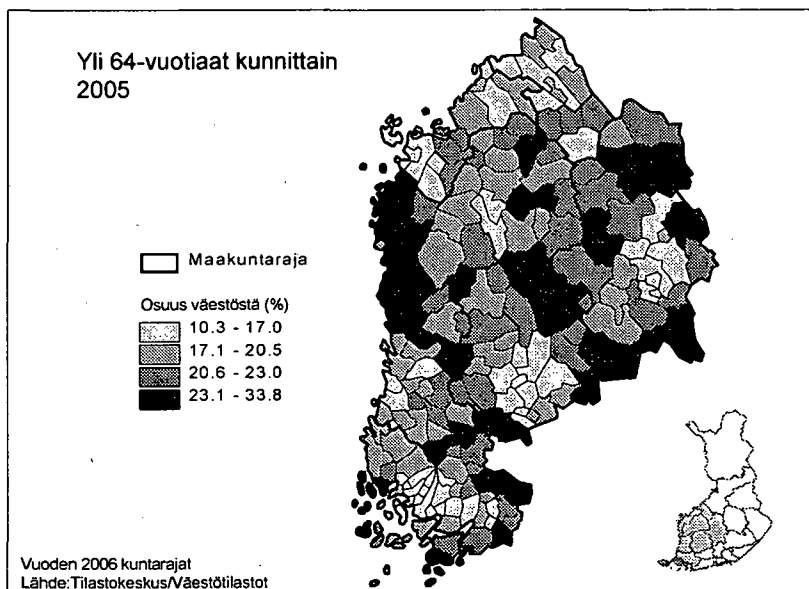 Yli 64-vuotiaat kunnittain
2005
Maakuntaraja
Osuus väestöstä (%)
10.3 - 17.0
17.1 - 20.5
20.6 - 23.0
23.1 - 33.8
Vuoden 2006 kuntarajat
Lähde:Tilastokeskus/Väestötilastot